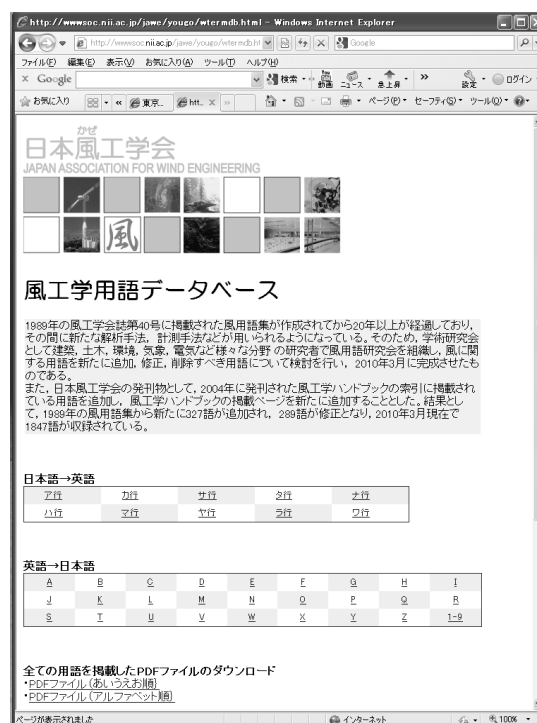 http://wwwsoc.nii.ac.jp/jawe/yougo/wtermdb.html - Windows Internet Explorer
http://wwwsoc.nii.ac.jp/jawe/yougo/wtermdb.ht
Google
ファイル(F) 編集(E) 表示(V) お気に入り(A) ツール(T) ヘルプ(H)
x Google 検索 動画 ニュース 急上昇 » 設定 ログイン
お気に入り « 東京... htt... x ページ(P) セーフティ(S) ツール(O)
かぜ
日本風工学会
JAPAN ASSOCIATION FOR WIND ENGINEERING
風
風工学用語データベース
1989年の風工学会誌第40号に掲載された風用語集が作成されてから20年以上が経過しており,
その間に新たな解析手法, 計測手法などが用いられるようになっている。そのため, 学術研究会
として建築, 土木, 環境, 気象, 電気など様々な分野の研究者で風用語研究会を組織し, 風に関
する用語を新たに追加, 修正, 削除すべき用語について検討を行い, 2010年3月に完成させたも
のである。
また, 日本風工学会の発刊物として, 2004年に発刊された風工学ハンドブックの索引に掲載され
ている用語を追加し, 風工学ハンドブックの掲載ページを新たに追加することとした。結果とし
て, 1989年の風用語集から新たに327語が追加され, 289語が修正となり, 2010年3月現在で
1847語が収録されている。
日本語→英語
ア行 カ行 サ行 タ行 ナ行
ハ行 マ行 ヤ行 ラ行 ワ行
英語→日本語
A B C D E F G H I
J K L M N O P Q R
S T U V W X Y Z 1-9
全ての用語を掲載したPDFファイルのダウンロード
・PDFファイル(あいうえお順)
・PDFファイル(アルファベット順)
ページが表示されました インターネット 100%